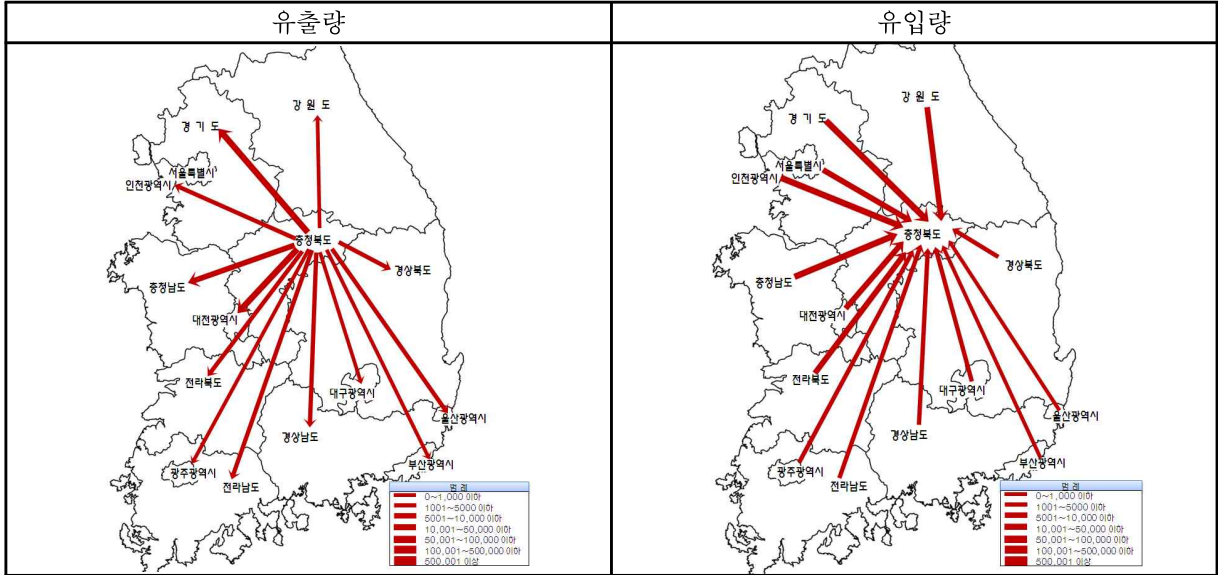 유출량
유입량
강 원 도
경 기 도
서울특별시
인천광역시
충청북도
경상북도
충청남도
대전광역시
전라북도
대구광역시
울산광역시
경상남도
부산광역시
광주광역시
전라남도
범 례
0~1,000 이하
1001~5000 이하
5001~10,000 이하
10,001~50,000 이하
50,001~100,000 이하
100,001~500,000 이하
500,001 이상
강 원 도
경 기 도
서울특별시
인천광역시
충청북도
경상북도
충청남도
대전광역시
전라북도
대구광역시
울산광역시
경상남도
부산광역시
광주광역시
전라남도
범 례
0~1,000 이하
1001~5000 이하
5001~10,000 이하
10,001~50,000 이하
50,001~100,000 이하
100,001~500,000 이하
500,001 이상